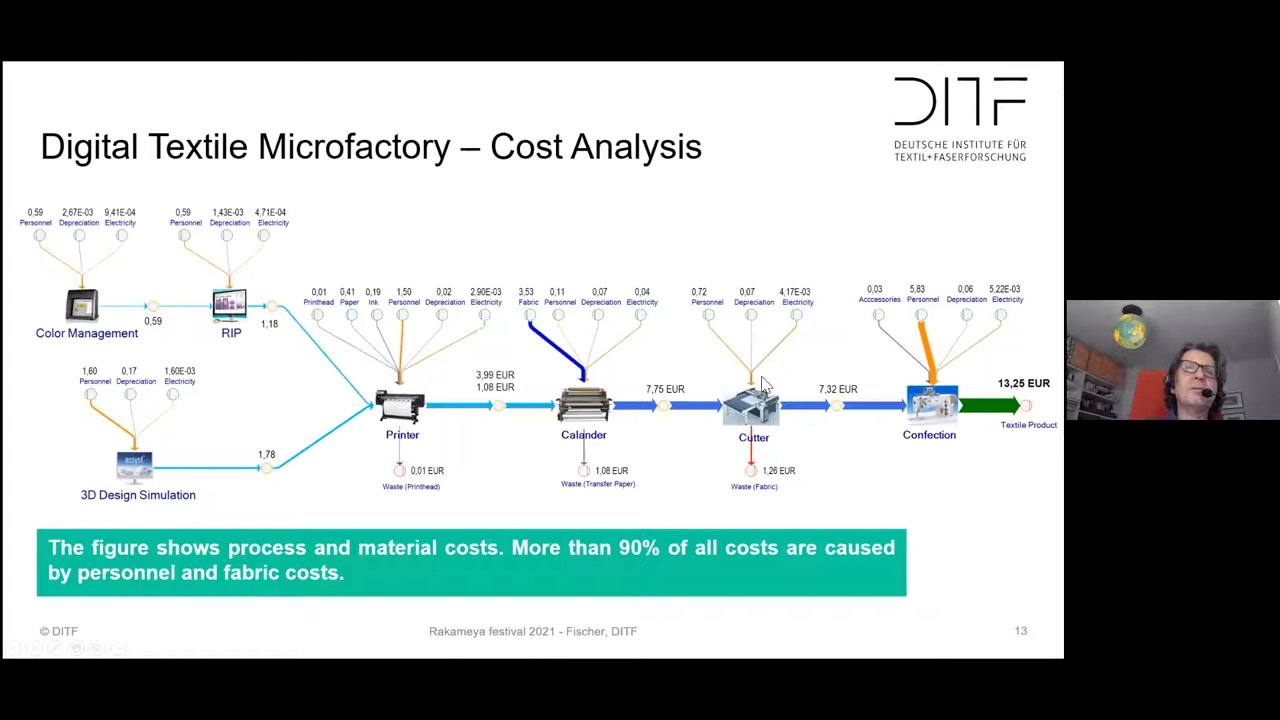 DITF
DEUTSCHE INSTITUTE FÜR
TEXTIL+FASERFORSCHUNG
Digital Textile Microfactory – Cost Analysis
0,59 2,67E-03 9,41E-04
Personnel Depreciation Electricity
0,59 1,43E-03 4,71E-04
Personnel Depreciation Electricity
0,59
1,18
Color Management
RIP
0,01 0,41 0,19 1,50 0,02 2,90E-03
Printhead Paper Ink Personnel Depreciation Electricity
3,53 0,11 0,07 0,04
Fabric Personnel Depreciation Electricity
0,72 0,07 4,17E-03
Personnel Depreciation Electricity
0,03 5,83 0,06 5,22E-03
Acccessories Personnel Depreciation Electricity
1,60 0,17 1,60E-03
Personnel Depreciation Electricity
assyst
1,78
3D Design Simulation
3,99 EUR
1,08 EUR
7,75 EUR
7,32 EUR
13,25 EUR
Textile Product
Printer
Calander
Cutter
Confection
0,01 EUR
Waste (Printhead)
1,08 EUR
Waste (Transfer Paper)
1,26 EUR
Waste (Fabric)
The figure shows process and material costs. More than 90% of all costs are caused
by personnel and fabric costs.
© DITF
Rakameya festival 2021 - Fischer, DITF
13